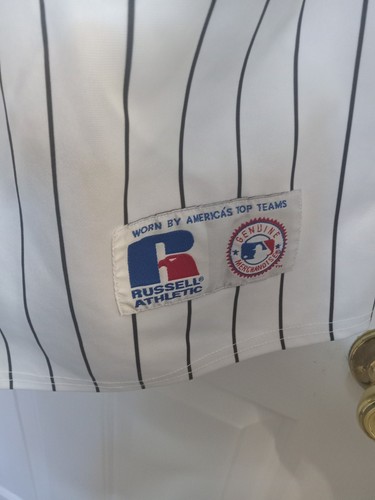 WORN BY AMERICA'S TOP TEAMS
RUSSELL®
ATHLETIC
GENUINE
MERCHANDISE